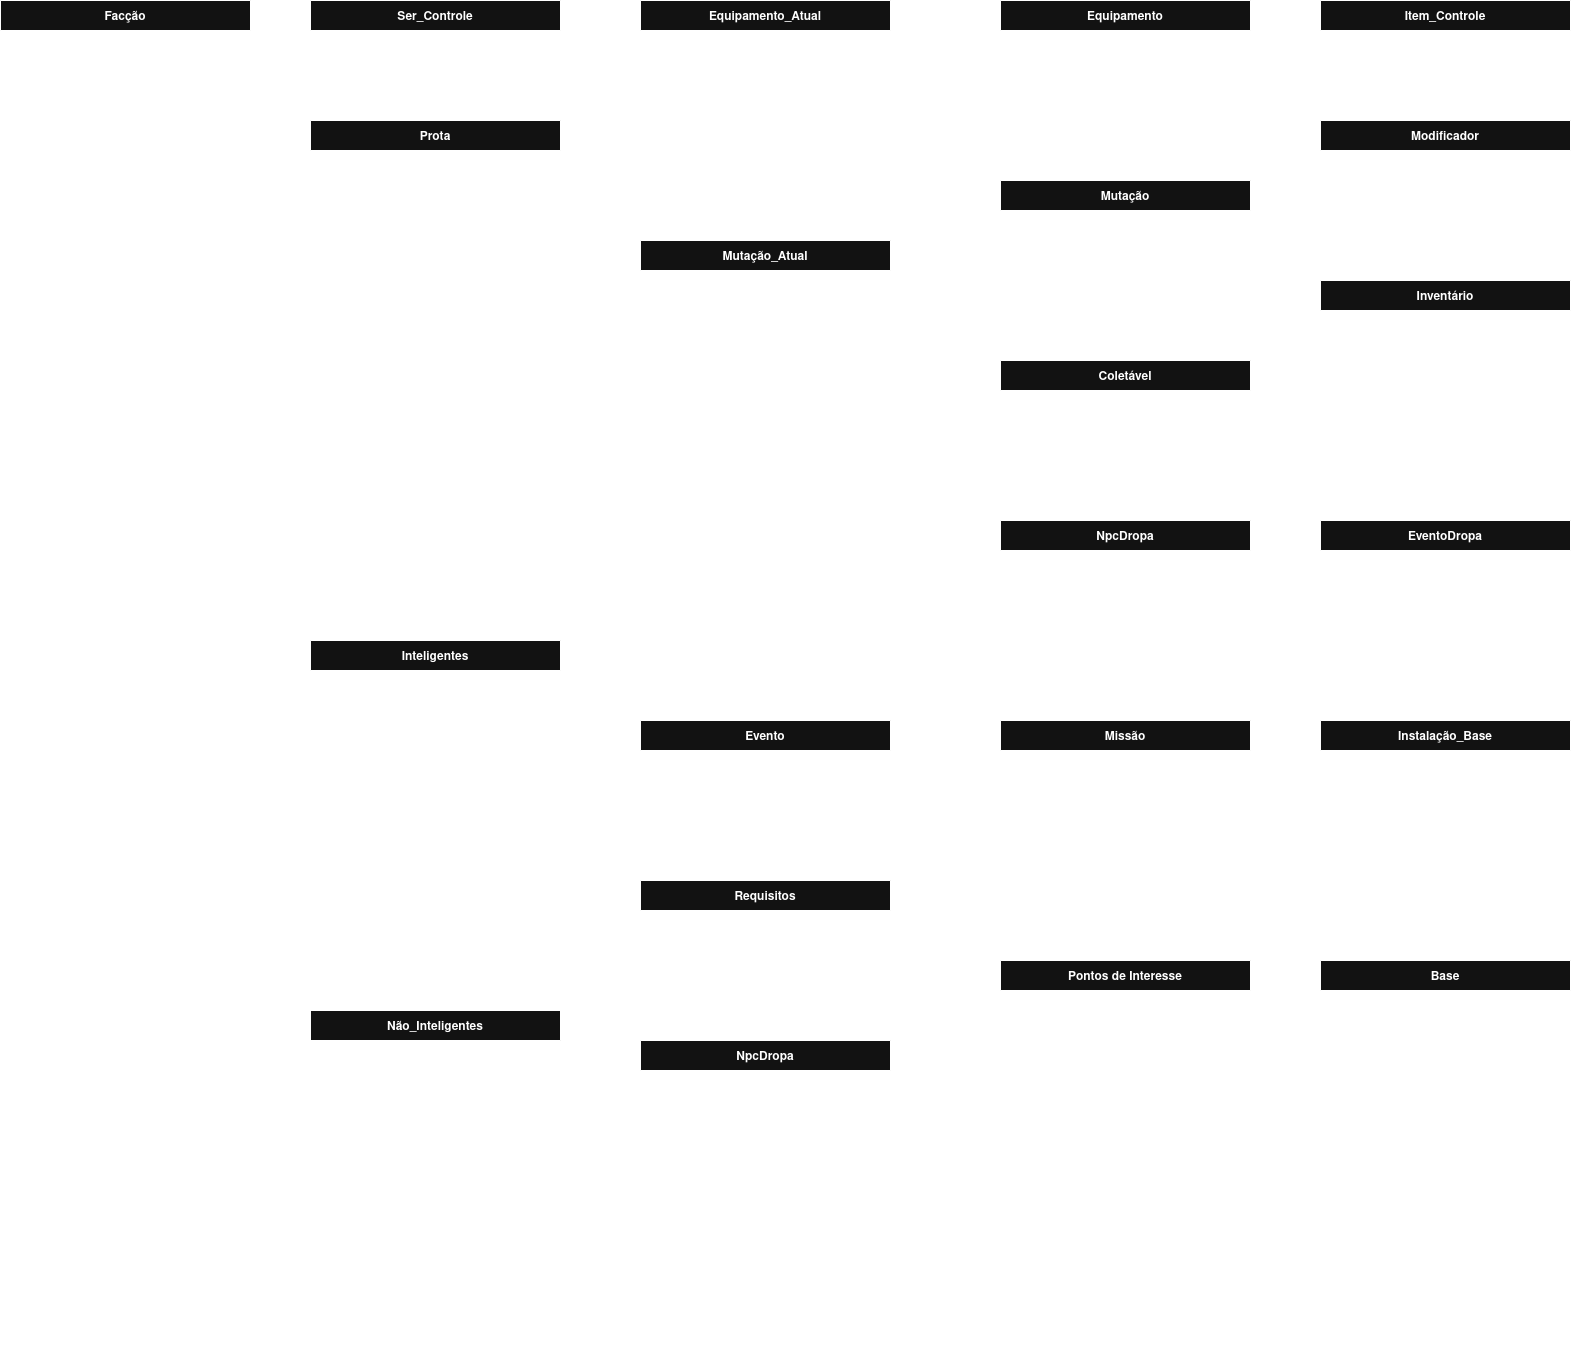 Facção
Ser_Controle
Equipamento_Atual
Equipamento
Item_Controle
Prota
Modificador
Mutação
Mutação_Atual
Inventário
Coletável
NpcDropa
EventoDropa
Inteligentes
Evento
Missão
Instalação_Base
Requisitos
Pontos de Interesse
Base
Não_Inteligentes
NpcDropa